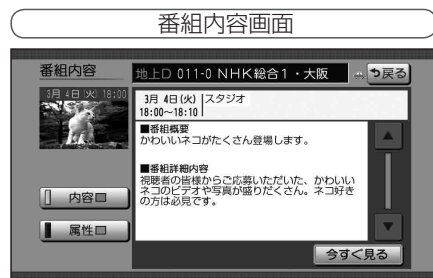 番組内容画面
番組内容
地上D 011-0 NHK総合1・大阪
戻る
3月 4日(火) 18:00
3月 4日(火)
18:00~18:10
スタジオ
■番組概要
かわいいネコがたくさん登場します。
■番組詳細内容
視聴者の皆様からご応募いただいた、かわいい
ネコのビデオや写真が盛りだくさん。ネコ好き
の方は必見です。
内容
属性
今すぐ見る